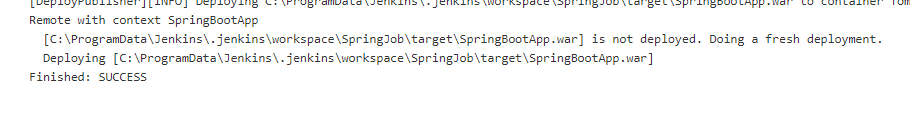 [DeployPublisher][INFO] Deploying C:\ProgramData\Jenkins\.jenkins\workspace\SpringJob\target\SpringBootApp.war to container Tom
Remote with context SpringBootApp
[C:\ProgramData\Jenkins\.jenkins\workspace\SpringJob\target\SpringBootApp.war] is not deployed. Doing a fresh deployment.
Deploying [C:\ProgramData\Jenkins\.jenkins\workspace\SpringJob\target\SpringBootApp.war]
Finished: SUCCESS